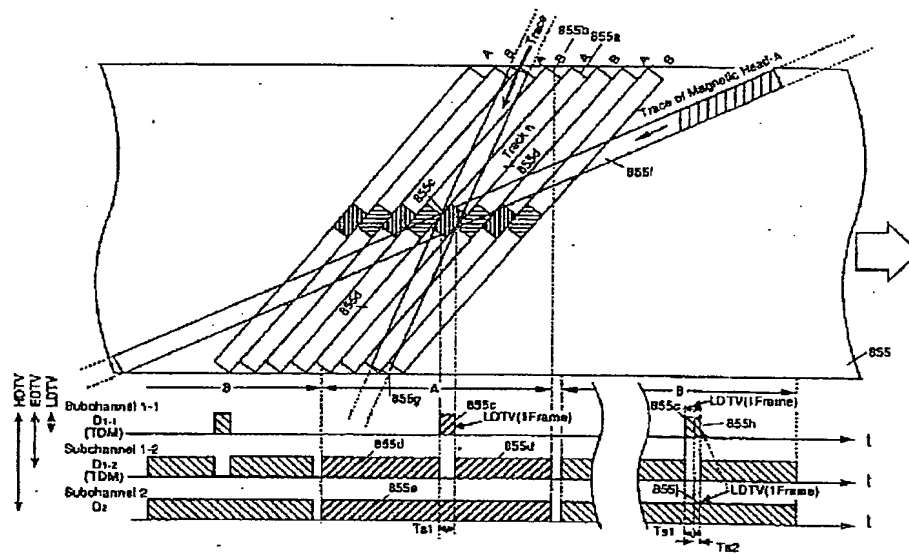 855b
855a
A
B
A
B
A
B
A
B
Trace
Trace of Magnetic Head A
Track n
855d
855c
855f
855d
855
855g
HDTV
EDTV
LDTV
B
A
B
Subchannel 1-1
D1-1
(TDM)
855c
LDTV(1Frame)
LDTV(1Frame)
855c
855h
t
Subchannel 1-2
D1-2
(TDM)
855d
855d
t
Subchannel 2
D2
855e
855j
LDTV(1Frame)
t
Ts1
Ts1
Ts2